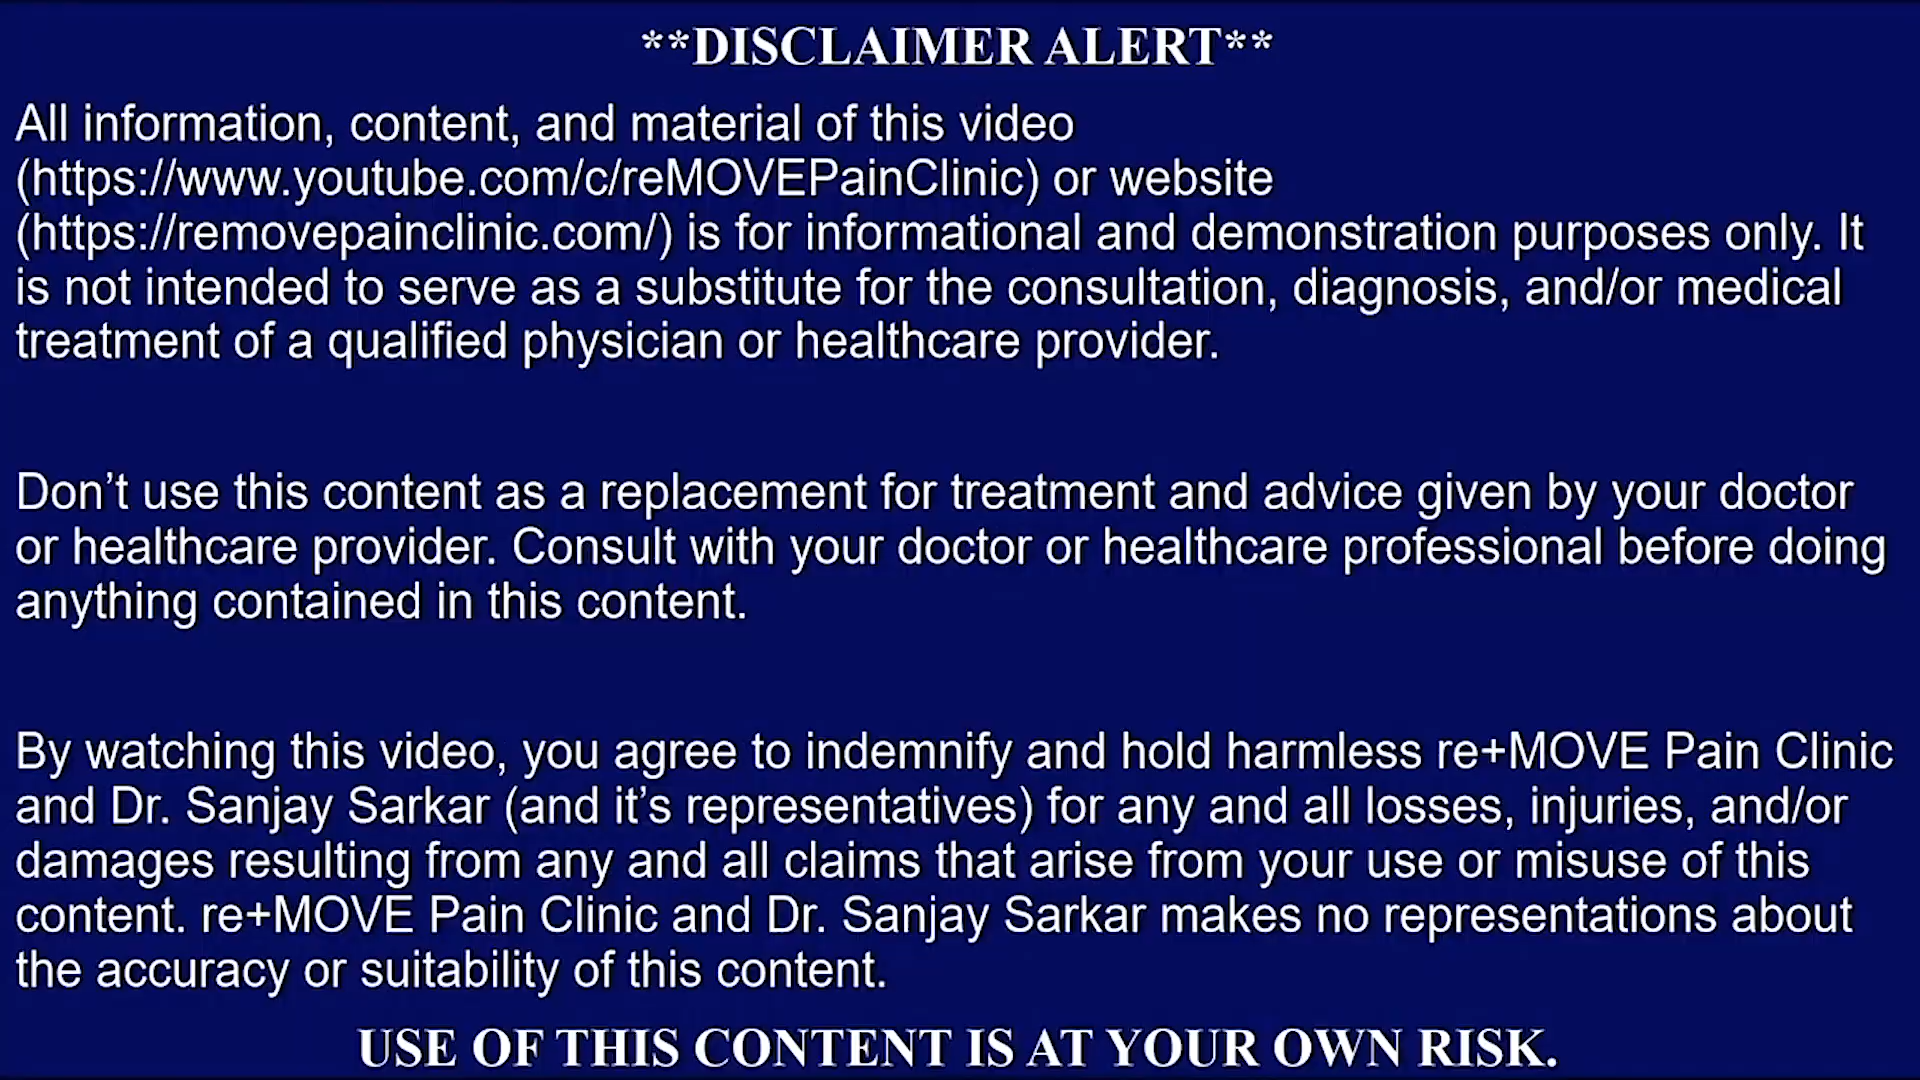 **DISCLAIMER ALERT**
All information, content, and material of this video
(https://www.youtube.com/c/reMOVEPainClinic) or website
(https://removepainclinic.com/) is for informational and demonstration purposes only. It
is not intended to serve as a substitute for the consultation, diagnosis, and/or medical
treatment of a qualified physician or healthcare provider.
Don’t use this content as a replacement for treatment and advice given by your doctor
or healthcare provider. Consult with your doctor or healthcare professional before doing
anything contained in this content.
By watching this video, you agree to indemnify and hold harmless re+MOVE Pain Clinic
and Dr. Sanjay Sarkar (and it’s representatives) for any and all losses, injuries, and/or
damages resulting from any and all claims that arise from your use or misuse of this
content. re+MOVE Pain Clinic and Dr. Sanjay Sarkar makes no representations about
the accuracy or suitability of this content.
USE OF THIS CONTENT IS AT YOUR OWN RISK.